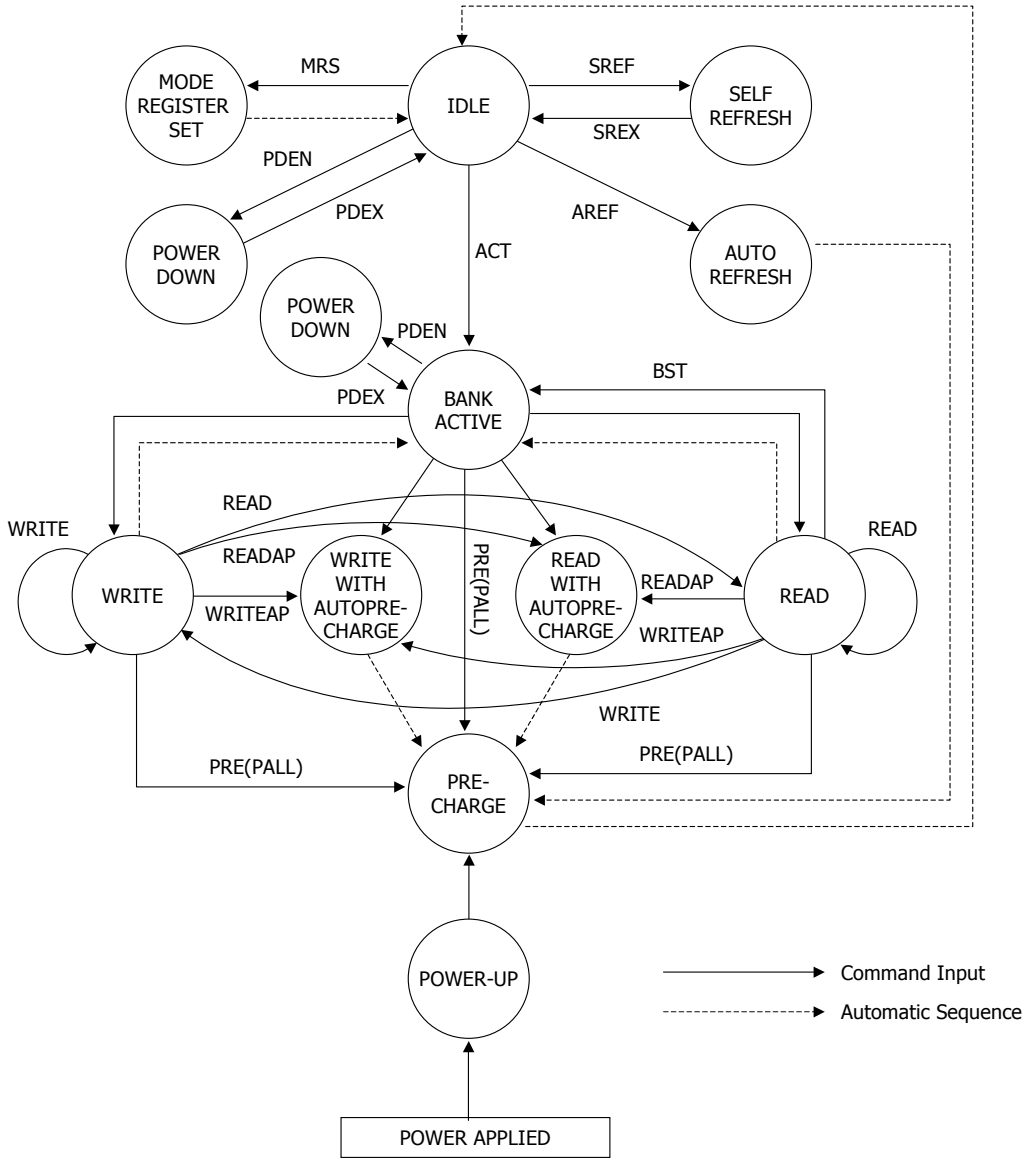 MRS
SREF
MODE
REGISTER
SET
IDLE
SELF
REFRESH
SREX
PDEN
PDEX
AREF
POWER
DOWN
ACT
AUTO
REFRESH
POWER
DOWN
PDEN
PDEX
BST
BANK
ACTIVE
READ
WRITE
READ
READAP
WRITE
WRITEAP
WRITE
WITH
AUTOPRE-
CHARGE
PRE(PALL)
READ
WITH
AUTOPRE-
CHARGE
READAP
READ
WRITEAP
WRITE
PRE(PALL)
PRE(PALL)
PRE-
CHARGE
POWER-UP
Command Input
Automatic Sequence
POWER APPLIED